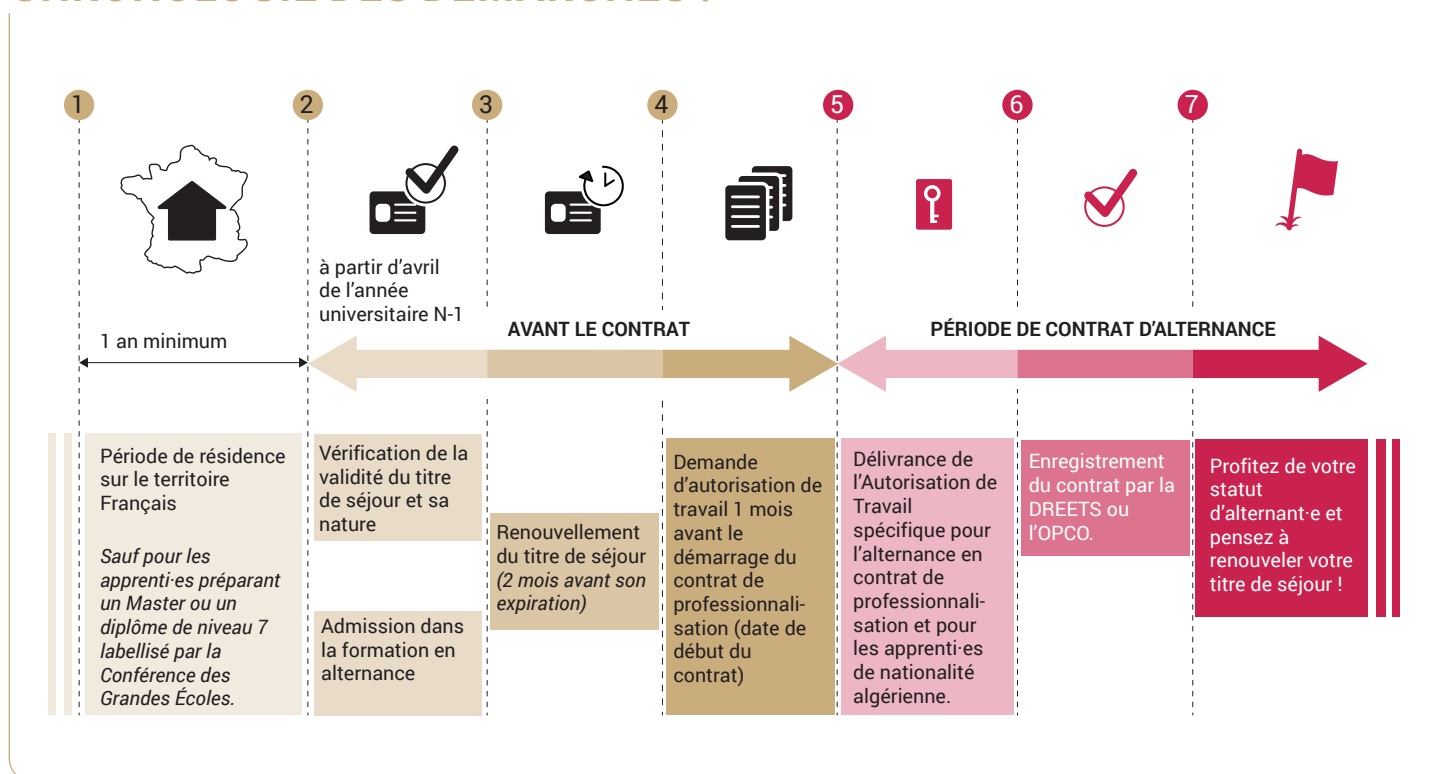 1
2
3
4
5
6
7
à partir d’avril
de l’année
universitaire N-1
1 an minimum
AVANT LE CONTRAT
PÉRIODE DE CONTRAT D’ALTERNANCE
Période de résidence
sur le territoire
Français
Sauf pour les
apprenti·es préparant
un Master ou un
diplôme de niveau 7
labellisé par la
Conférence des
Grandes Écoles.
Vérification de la
validité du titre
de séjour et sa
nature
Admission dans
la formation en
alternance
Renouvellement
du titre de séjour
(2 mois avant son
expiration)
Demande
d’autorisation de
travail 1 mois
avant le
démarrage du
contrat de
professionnali-
sation (date de
début du
contrat)
Délivrance de
l’Autorisation de
Travail
spécifique pour
l’alternance en
contrat de
professionnali-
sation et pour
les apprenti·es
de nationalité
algérienne.
Enregistrement
du contrat par la
DREETS ou
l’OPCO.
Profitez de votre
statut
d’alternant·e et
pensez à
renouveler votre
titre de séjour !